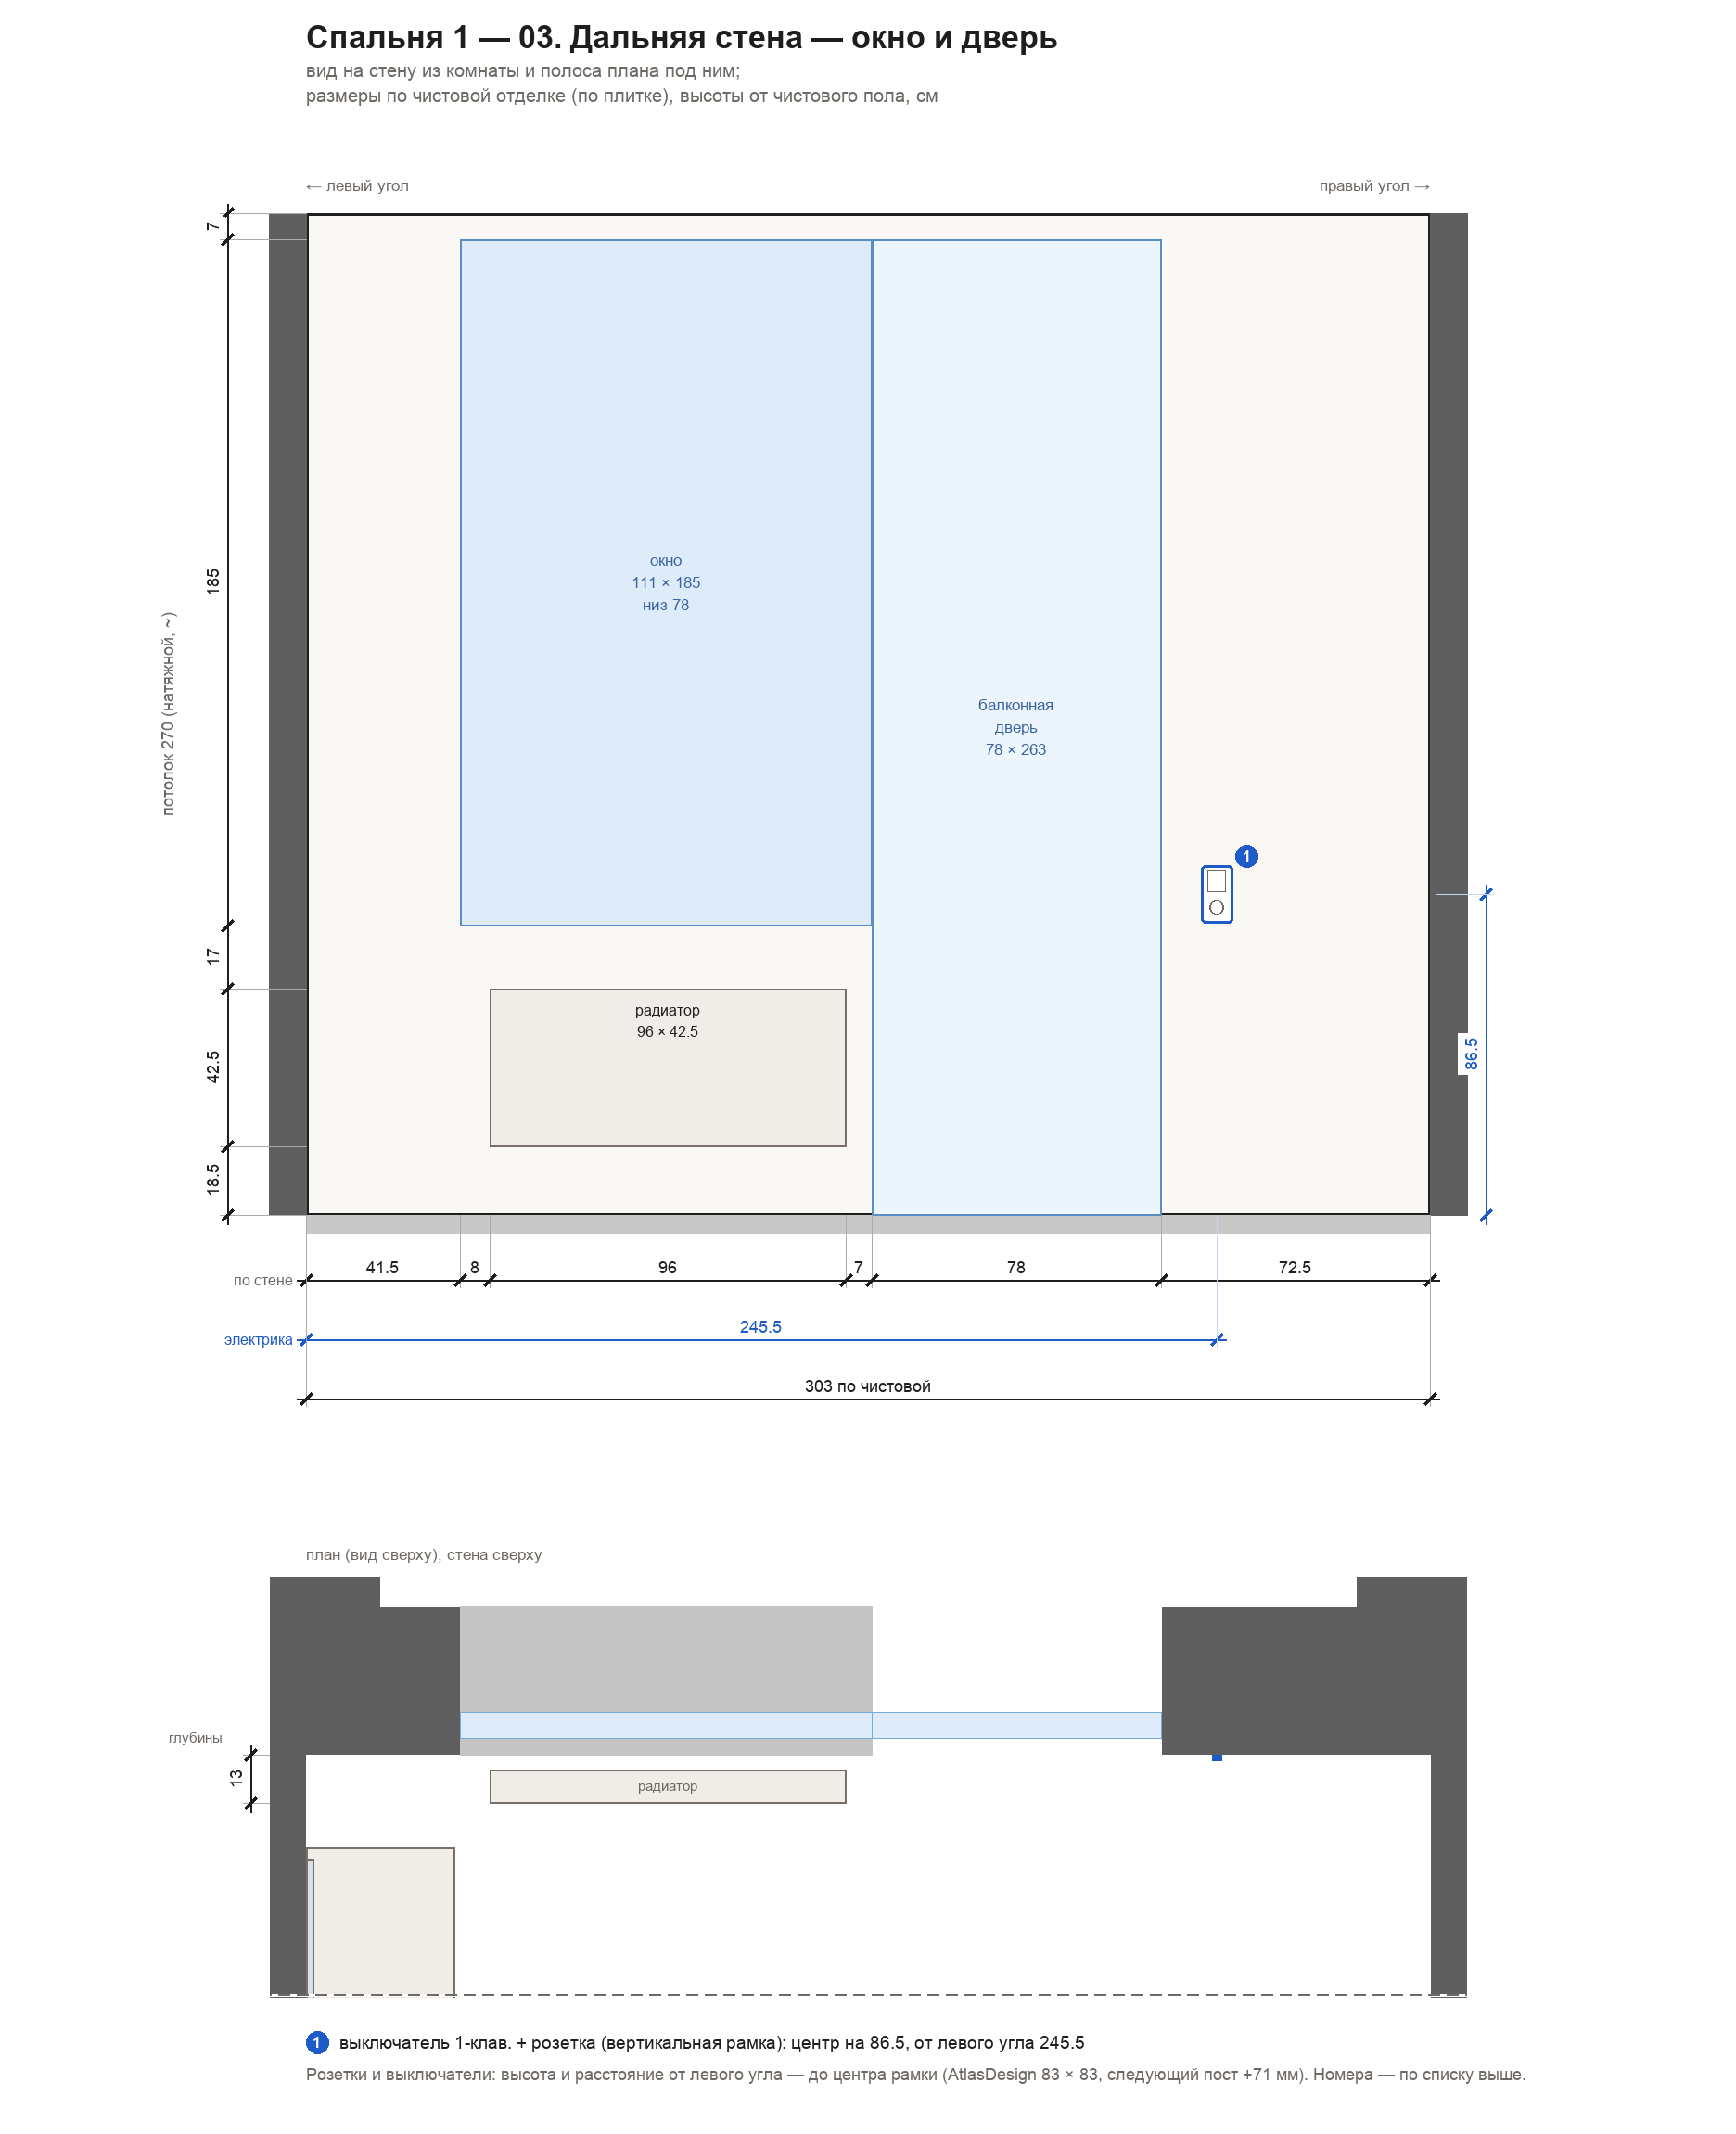 Спальня 1 — 03. Дальняя стена — окно и дверь
вид на стену из комнаты и полоса плана под ним;
размеры по чистовой отделке (по плитке), высоты от чистового пола, см
← левый угол
правый угол →
7
185
потолок 270 (натяжной, ~)
17
42.5
18.5
окно
111 × 185
низ 78
балконная
дверь
78 × 263
1
радиатор
96 × 42.5
86.5
по стене
41.5
8
96
7
78
72.5
электрика
245.5
303 по чистовой
план (вид сверху), стена сверху
глубины
13
радиатор
1 выключатель 1-клав. + розетка (вертикальная рамка): центр на 86.5, от левого угла 245.5
Розетки и выключатели: высота и расстояние от левого угла — до центра рамки (AtlasDesign 83 × 83, следующий пост +71 мм). Номера — по списку выше.